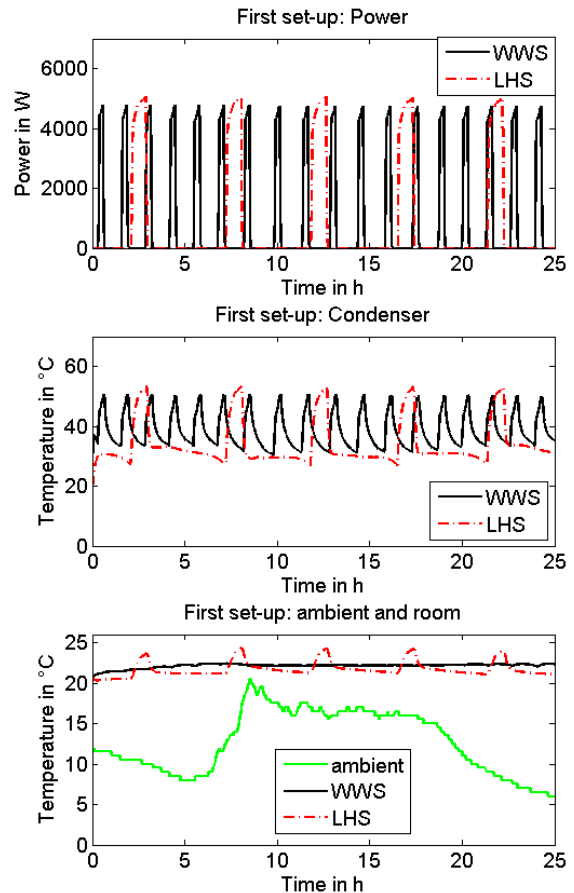 First set-up: Power
Power in W
6000
4000
2000
0
WWS
LHS
0 5 10 15 20 25
Time in h
First set-up: Condenser
Temperature in °C
60
40
20
0
WWS
LHS
0 5 10 15 20 25
Time in h
First set-up: ambient and room
Temperature in °C
25
20
15
10
5
0
ambient
WWS
LHS
0 5 10 15 20 25
Time in h